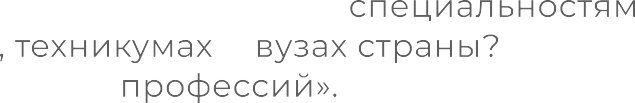 специальностям
, техникумах вузах страны?
профессий».